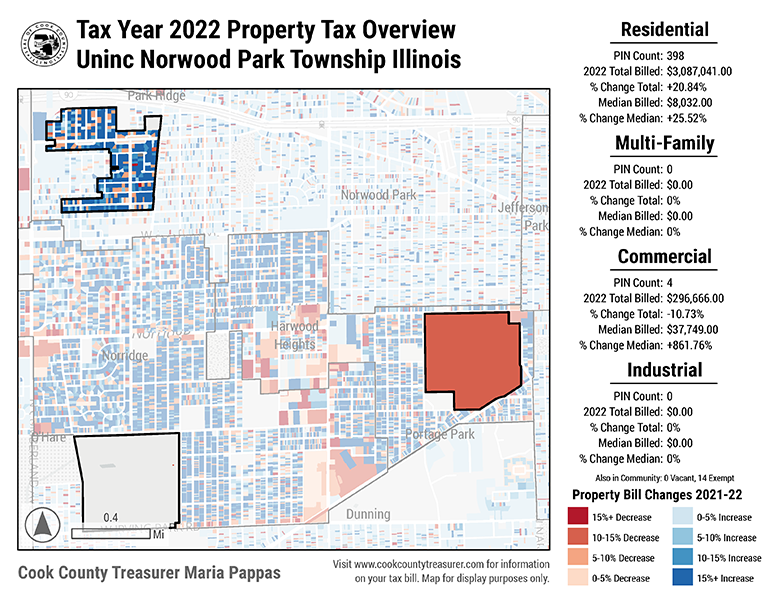 Tax Year 2022 Property Tax Overview
Uninc Norwood Park Township Illinois
Residential
PIN Count: 398
2022 Total Billed: $3,087,041.00
% Change Total: +20.84%
Median Billed: $8,032.00
% Change Median: +25.52%
Multi-Family
PIN Count: 0
2022 Total Billed: $0.00
% Change Total: 0%
Median Billed: $0.00
% Change Median: 0%
Commercial
PIN Count: 4
2022 Total Billed: $296,666.00
% Change Total: -10.73%
Median Billed: $37,749.00
% Change Median: +861.76%
Industrial
PIN Count: 0
2022 Total Billed: $0.00
% Change Total: 0%
Median Billed: $0.00
% Change Median: 0%
Also in Community: 0 Vacant, 14 Exempt
Property Bill Changes 2021-22
15%+ Decrease
10-15% Decrease
5-10% Decrease
0-5% Decrease
0-5% Increase
5-10% Increase
10-15% Increase
15%+ Increase
Park Ridge
Norwood Park
Jefferson
Park
Norridge
Harwood
Heights
Norridge
O'Hare
Portage Park
Dunning
0.4
Mi
Cook County Treasurer Maria Pappas
Visit www.cookcountytreasurer.com for information
on your tax bill. Map for display purposes only.